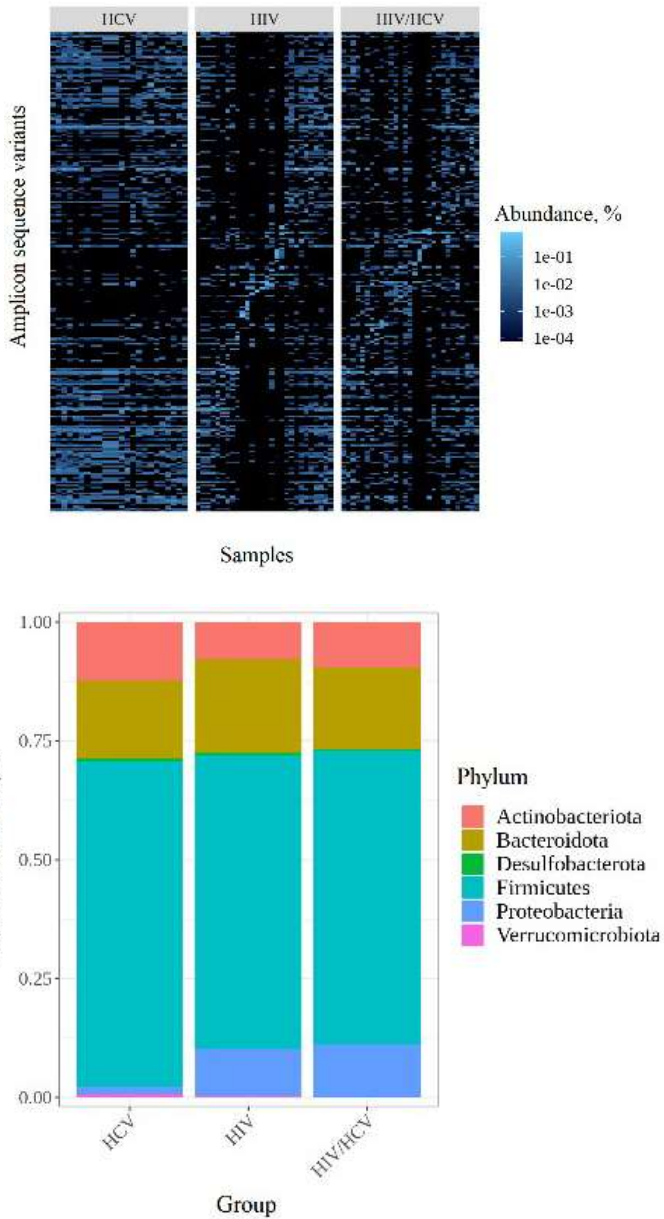 HCV HIV HIV/HCV
Amplicon sequence variants
Abundance, %
1e-01
1e-02
1e-03
1e-04
Samples
1.00
0.75
0.50
0.25
0.00
Phylum
Actinobacteriota
Bacteroidota
Desulfobacterota
Firmicutes
Proteobacteria
Verrucomicrobiota
HCV
HIV
HIV/HCV
Group